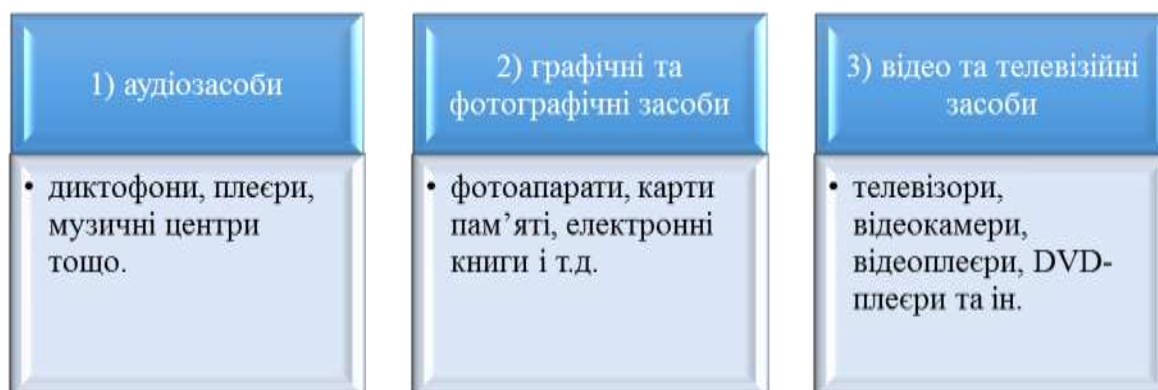 1) аудіозасоби
• диктофони, плеєри,
музичні центри
тощо.
2) графічні та
фотографічні засоби
• фотоапарати, карти
пам’яті, електронні
книги і т.д.
3) відео та телевізійні
засоби
• телевізори,
відеокамери,
відеоплеєри, DVD-
плеєри та ін.